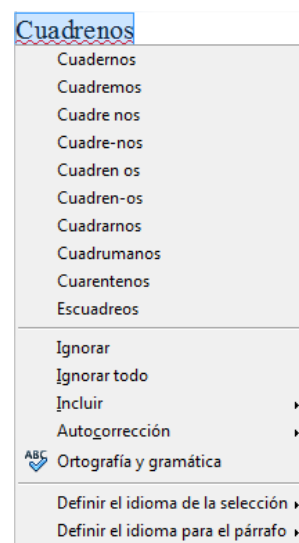 Cuadrenos
Cuadernos
Cuadremos
Cuadre nos
Cuadre-nos
Cuadren os
Cuadren-os
Cuadrarnos
Cuadrumanos
Cuarentenos
Escuadreos
Ignorar
Ignorar todo
Incluir
Autocorrección
ABC Ortografía y gramática
Definir el idioma de la selección
Definir el idioma para el párrafo